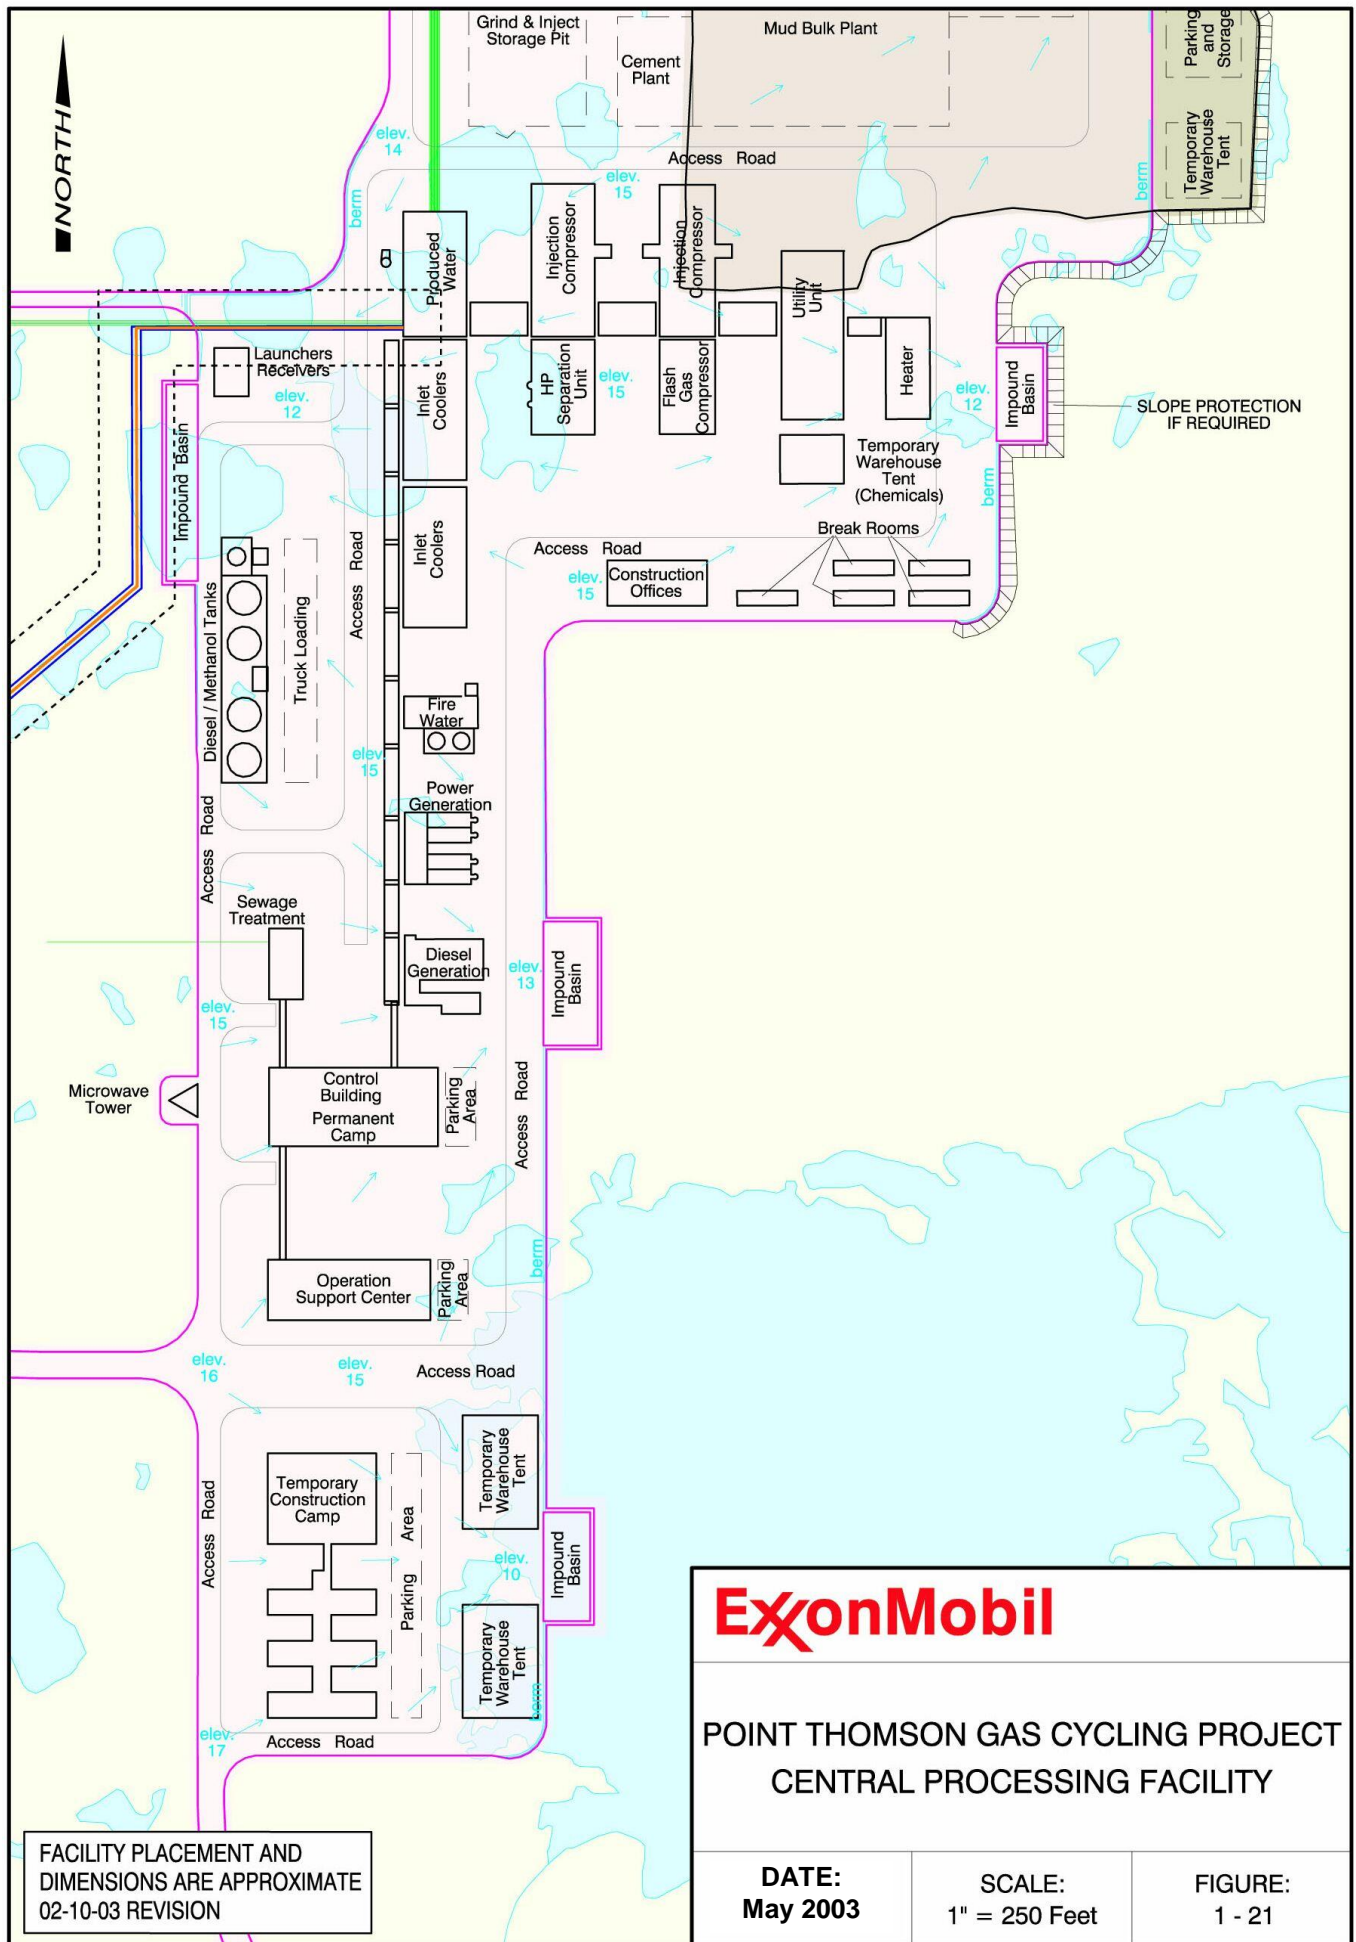 Grind & Inject
Storage Pit
Mud Bulk Plant
Parking
and
Storage
Cement
Plant
NORTH
elev.
14
Access Road
Temporary
Warehouse
Tent
berm
elev.
15
berm
Produced
Water
Injection
Compressor
Injection
Compressor
Utility
Unit
Launchers
Receivers
elev.
12
Inlet
Coolers
HP
Separation
Unit
elev.
15
Flash
Gas
Compressor
Heater
elev.
12
Impound
Basin
SLOPE PROTECTION
IF REQUIRED
Impound Basin
Temporary
Warehouse
Tent
(Chemicals)
berm
Inlet
Coolers
Access Road
Access Road
Break Rooms
elev.
15
Construction
Offices
Diesel / Methanol Tanks
Truck Loading
Fire
Water
elev.
15
Power
Generation
Access Road
Sewage
Treatment
Diesel
Generation
elev.
13
Impound
Basin
elev.
15
Microwave
Tower
Control
Building
Permanent
Camp
Parking
Area
Access Road
berm
Operation
Support Center
Parking
Area
elev.
16
elev.
15
Access Road
Temporary
Warehouse
Tent
Temporary
Construction
Camp
Access Road
Parking Area
elev.
10
Impound
Basin
Temporary
Warehouse
Tent
berm
elev.
17
Access Road
ExxonMobil
POINT THOMSON GAS CYCLING PROJECT
CENTRAL PROCESSING FACILITY
FACILITY PLACEMENT AND
DIMENSIONS ARE APPROXIMATE
02-10-03 REVISION
DATE:
May 2003
SCALE:
1" = 250 Feet
FIGURE:
1 - 21